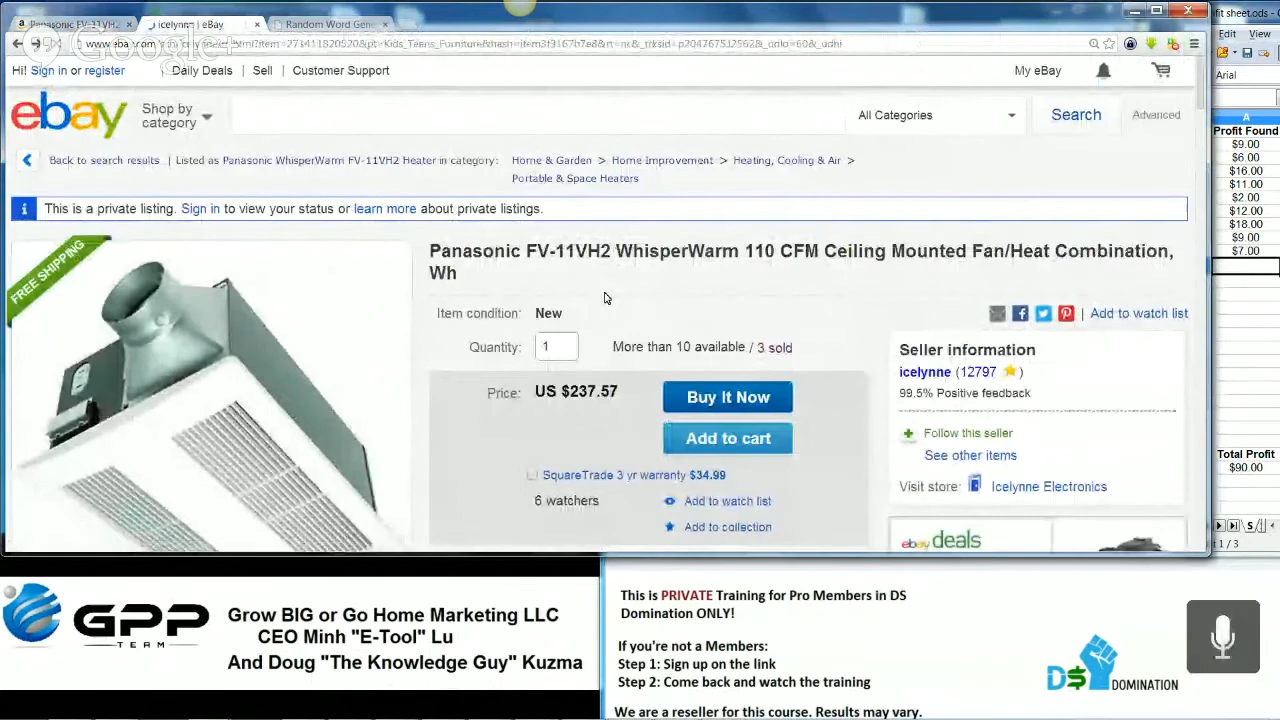 Panasonic FV-11VH2
icelynne | eBay
Random Word Gene
fit sheet.ods -
Edit View
Google+
Hi! Sign in or register
Daily Deals
Sell
Customer Support
My eBay
Arial
ebay
Shop by
category
All Categories
Search
Advanced
A
Profit Found
$9.00
$6.00
$16.00
$11.00
$2.00
$12.00
$18.00
$9.00
$7.00
Back to search results
Listed as Panasonic WhisperWarm FV-11VH2 Heater in category:
Home & Garden > Home Improvement > Heating, Cooling & Air >
Portable & Space Heaters
This is a private listing. Sign in to view your status or learn more about private listings.
FREE SHIPPING
Panasonic FV-11VH2 WhisperWarm 110 CFM Ceiling Mounted Fan/Heat Combination,
Wh
Item condition: New
Add to watch list
Quantity: 1
More than 10 available / 3 sold
Price: US $237.57
Buy It Now
Add to cart
SquareTrade 3 yr warranty $34.99
6 watchers
Add to watch list
Add to collection
Seller information
icelynne (12797 )
99.5% Positive feedback
Follow this seller
See other items
Visit store: Icelynne Electronics
ebay deals
Total Profit
$90.00
t 1 / 3
GPP
TEAM
Grow BIG or Go Home Marketing LLC
CEO Minh "E-Tool" Lu
And Doug "The Knowledge Guy" Kuzma
This is PRIVATE Training for Pro Members in DS
Domination ONLY!
If you're not a Members:
Step 1: Sign up on the link
Step 2: Come back and watch the training
We are a reseller for this course. Results may vary.
D$ DOMINATION